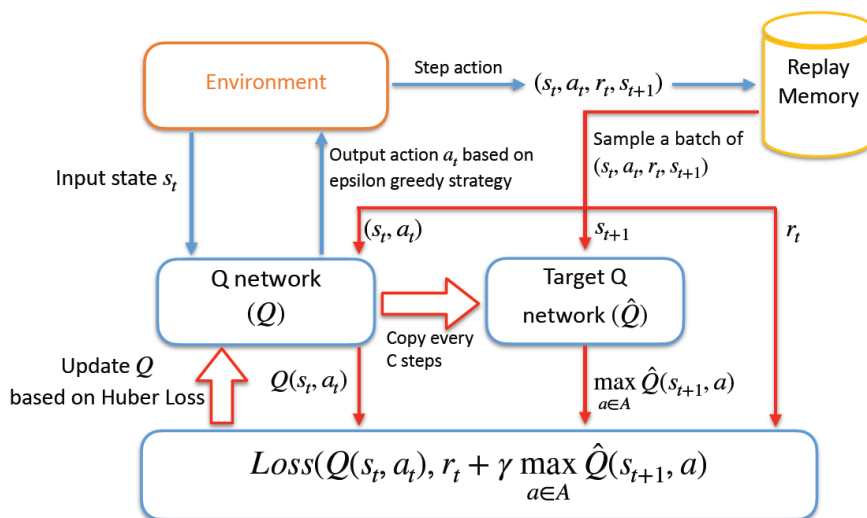 Environment
Step action
(s_t, a_t, r_t, s_{t+1})
Replay
Memory
Input state s_t
Output action a_t based on
epsilon greedy strategy
Sample a batch of
(s_t, a_t, r_t, s_{t+1})
(s_t, a_t)
s_{t+1}
r_t
Q network
(Q)
Copy every
C steps
Target Q
network (Q̂)
Update Q
based on Huber Loss
Q(s_t, a_t)
max Q̂(s_{t+1}, a)
a∈A
Loss(Q(s_t, a_t), r_t + γ max Q̂(s_{t+1}, a)
a∈A